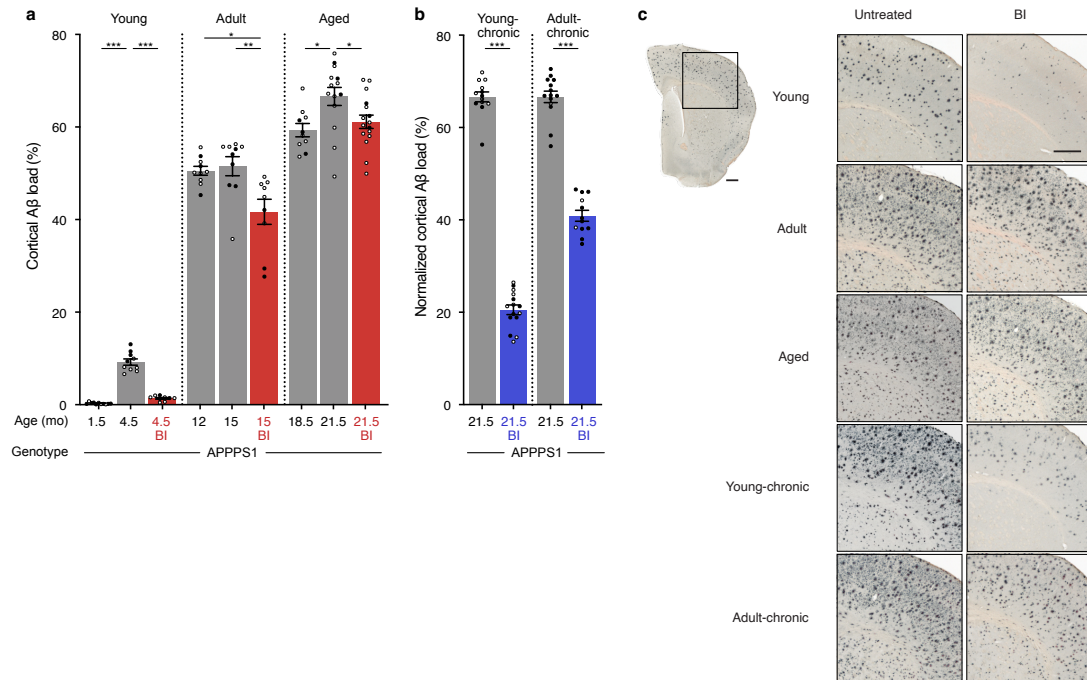 a
Young
Adult
Aged
*** ***
*
**
* *
Cortical Aβ load (%)
80
60
40
20
0
Age (mo) 1.5 4.5 4.5 12 15 15 18.5 21.5 21.5
BI BI BI
Genotype APPPS1
b
Young-chronic
Adult-chronic
*** ***
Normalized cortical Aβ load (%)
80
60
40
20
0
21.5 21.5 21.5 21.5
BI BI
APPPS1
c
Untreated BI
Young
Adult
Aged
Young-chronic
Adult-chronic